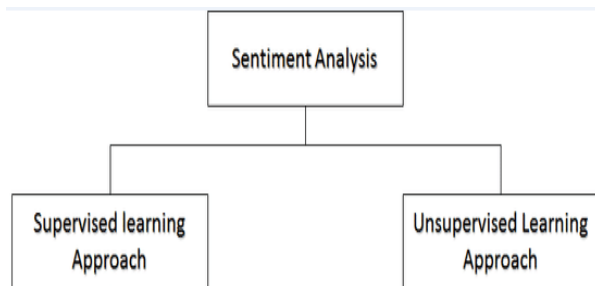 Sentiment Analysis
Supervised learning
Approach
Unsupervised Learning
Approach